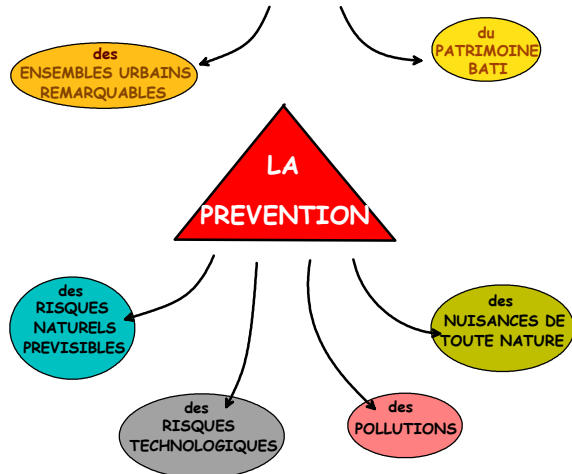 des
ENSEMBLES URBAINS
REMARQUABLES
du
PATRIMOINE
BATI
LA
PREVENTION
des
RISQUES
NATURELS
PREVISIBLES
des
NUISANCES DE
TOUTE NATURE
des
RISQUES
TECHNOLOGIQUES
des
POLLUTIONS